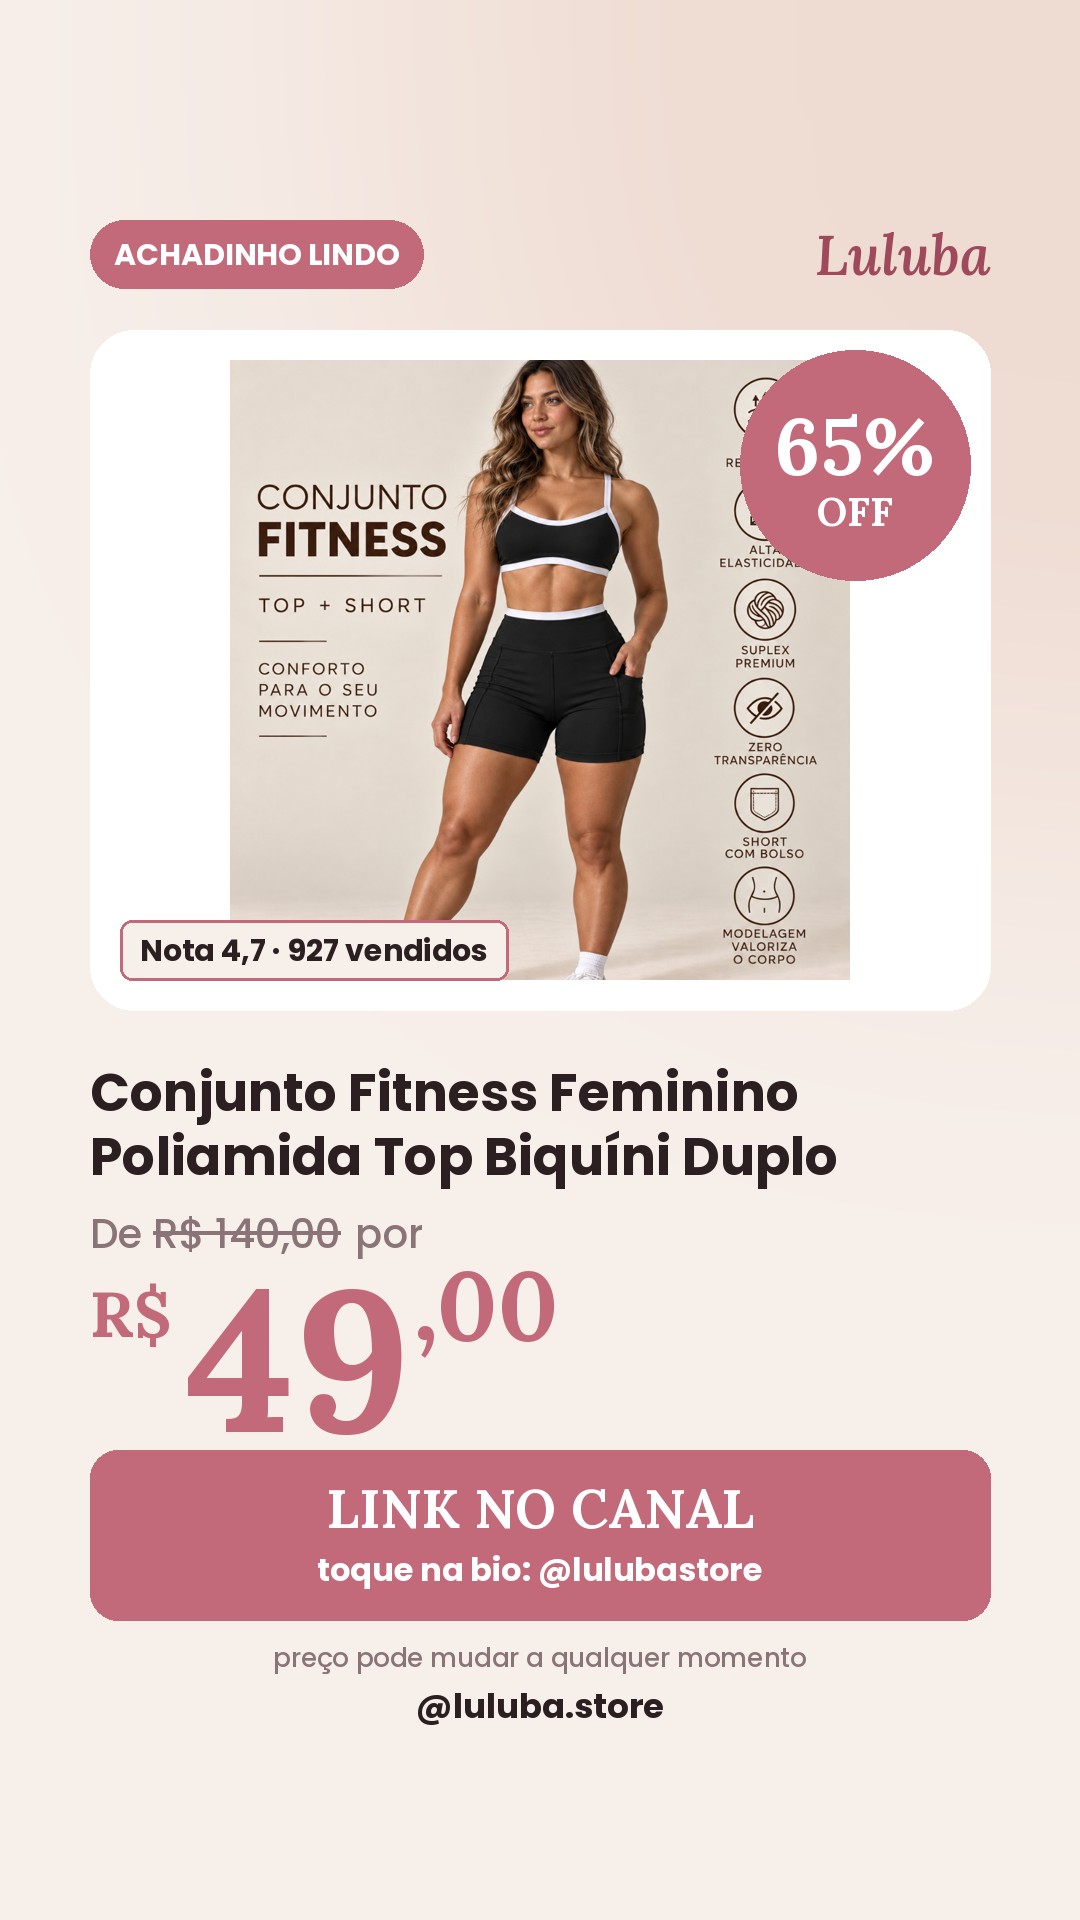 ACHADINHO LINDO
Luluba
65%
OFF
CONJUNTO
FITNESS
TOP + SHORT
CONFORTO
PARA O SEU
MOVIMENTO
ALTA
SUPLEX
PREMIUM
ZERO
TRANSPARÊNCIA
SHORT
COM BOLSO
MODELAGEM
VALORIZA
O CORPO
Nota 4,7 · 927 vendidos
Conjunto Fitness Feminino
Poliamida Top Biquíni Duplo
De R$ 140,00 por
R$ 49,00
LINK NO CANAL
toque na bio: @lulubastore
preço pode mudar a qualquer momento
@luluba.store